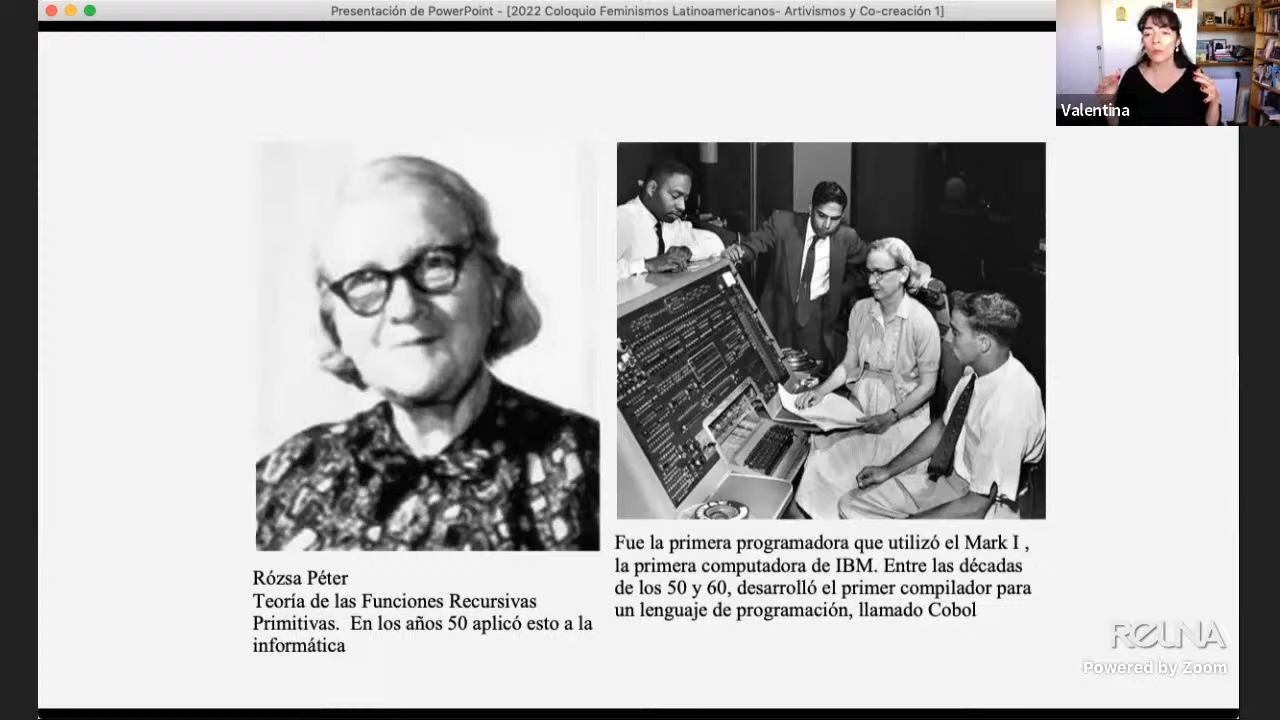 Presentación de PowerPoint - [2022 Coloquio Feminismos Latinoamericanos- Artivismos y Co-creación 1]
Valentina
Rózsa Péter
Teoría de las Funciones Recursivas
Primitivas. En los años 50 aplicó esto a la
informática
Fue la primera programadora que utilizó el Mark I ,
la primera computadora de IBM. Entre las décadas
de los 50 y 60, desarrolló el primer compilador para
un lenguaje de programación, llamado Cobol
REUNA
Powered by Zoom